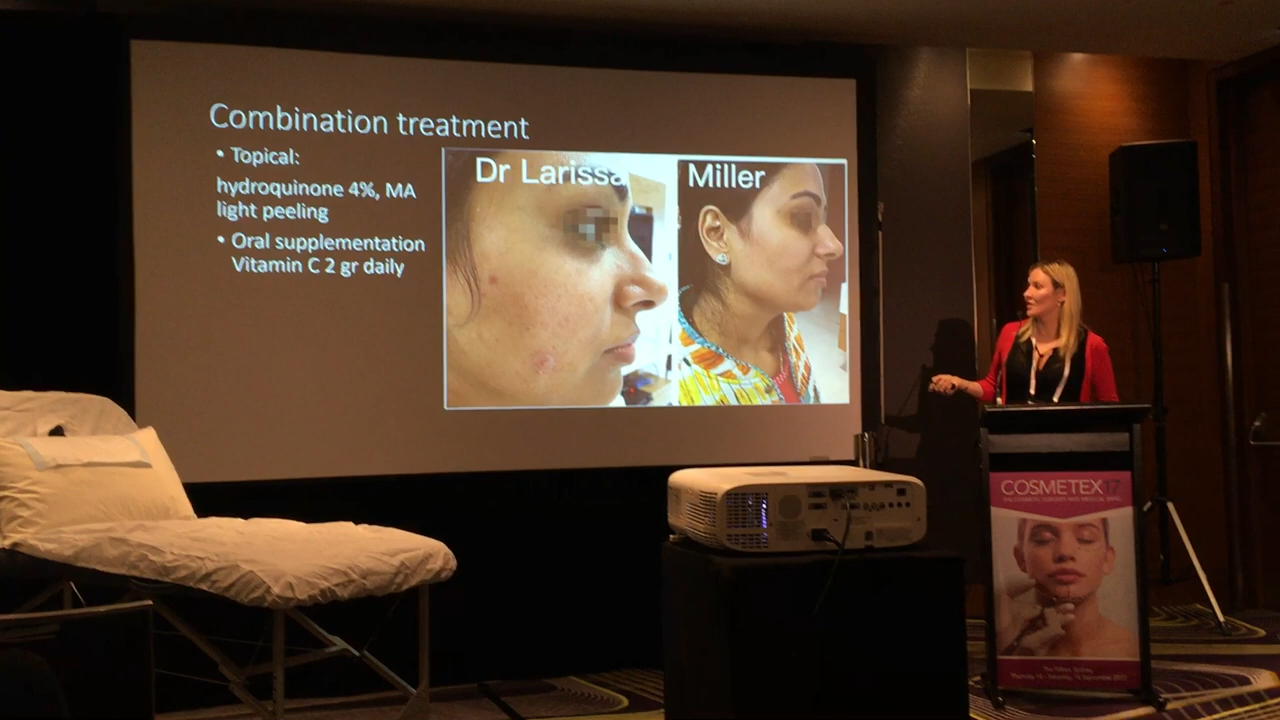 Combination treatment
• Topical:
hydroquinone 4%, MA
light peeling
• Oral supplementation
Vitamin C 2 gr daily
Dr Larissa Miller
COSMETEX17